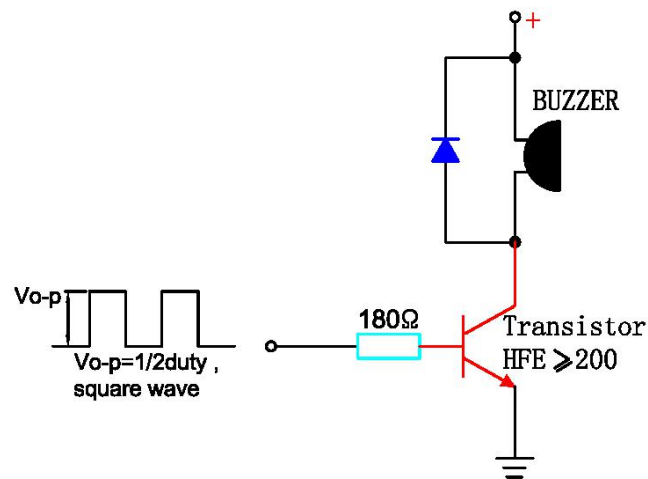 +
BUZZER
Vo-p
180Ω
Transistor
HFE⩾200
Vo-p=1/2duty ,
square wave